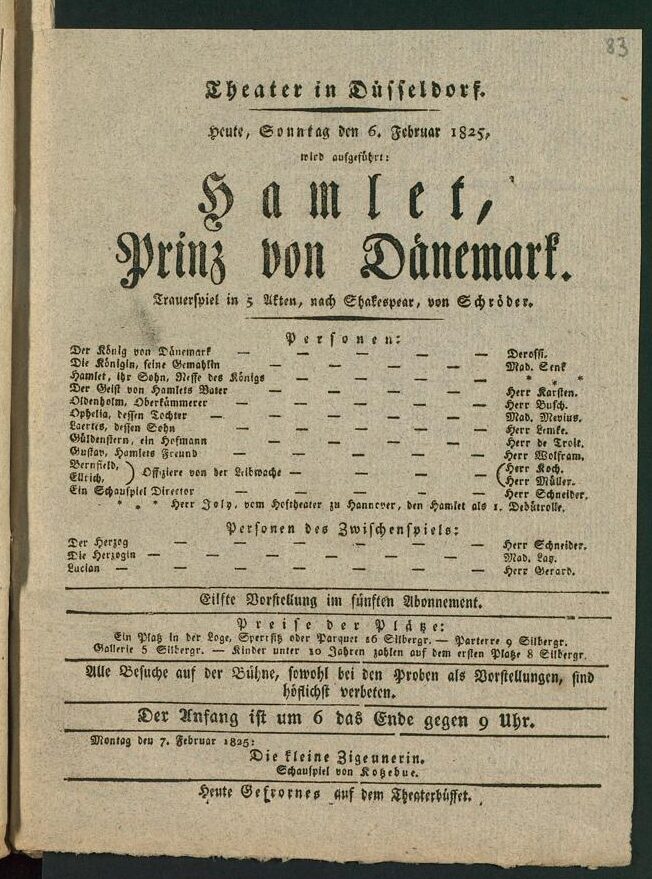 83
Theater in Düsseldorf.
Heute, Sonntag den 6. Februar 1825,
wird aufgeführt:
Hamlet,
Prinz von Dänemark.
Trauerspiel in 5 Akten, nach Shakespear, von Schröder.
Personen:
Der König von Dänemark — — — — — Derossi.
Die Königin, seine Gemahlin — — — — — Mad. Senk
Hamlet, ihr Sohn, Neffe des Königs — — — — * * *
Der Geist von Hamlets Vater — — — — — Herr Karsten.
Oldenholm, Oberkämmerer — — — — — Herr Busch.
Ophelia, dessen Tochter — — — — — — Mad. Mevius.
Laertes, dessen Sohn — — — — — Herr Lemke.
Güldenstern, ein Hofmann — — — — — Herr de Troit.
Gustav, Hamlets Freund — — — — — Herr Wolfram.
Bernfield, ) Offiziere von der Leibwache — — — — ( Herr Koch.
Ellrich, Herr Müller.
Ein Schauspiel Director — — — — — Herr Schneider.
* * * Herr Joly, vom Hoftheater zu Hannover, den Hamlet als 1. Debütrolle.
Personen des Zwischenspiels:
Der Herzog — — — — — — Herr Schneider.
Die Herzogin — — — — — — Mad. Lay.
Lucian — — — — — — — Herr Gerard.
Eilfte Vorstellung im fünften Abonnement.
Preise der Plätze:
Ein Platz in der Loge, Sperrsitz oder Parquet 16 Silbergr. — Parterre 9 Silbergr.
Gallerie 5 Silbergr. — Kinder unter 10 Jahren zahlen auf dem ersten Platze 8 Silbergr.
Alle Besuche auf der Bühne, sowohl bei den Proben als Vorstellungen, sind
höflichst verbeten.
Der Anfang ist um 6 das Ende gegen 9 Uhr.
Montag den 7. Februar 1825:
Die kleine Zigeunerin.
Schauspiel von Kotzebue.
Heute Gefrornes auf dem Theaterbüffet.